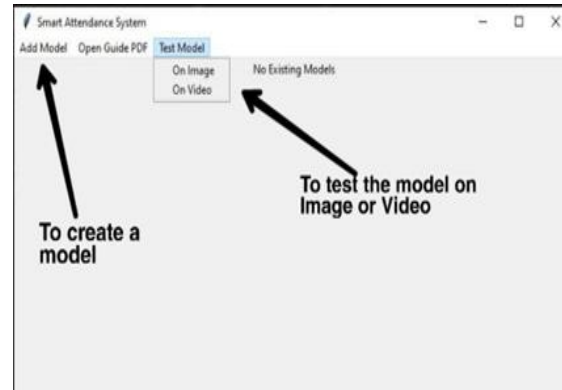 Smart Attendance System
Add Model Open Guide PDF Test Model
On Image No Existing Models
On Video
To test the model on
Image or Video
To create a
model